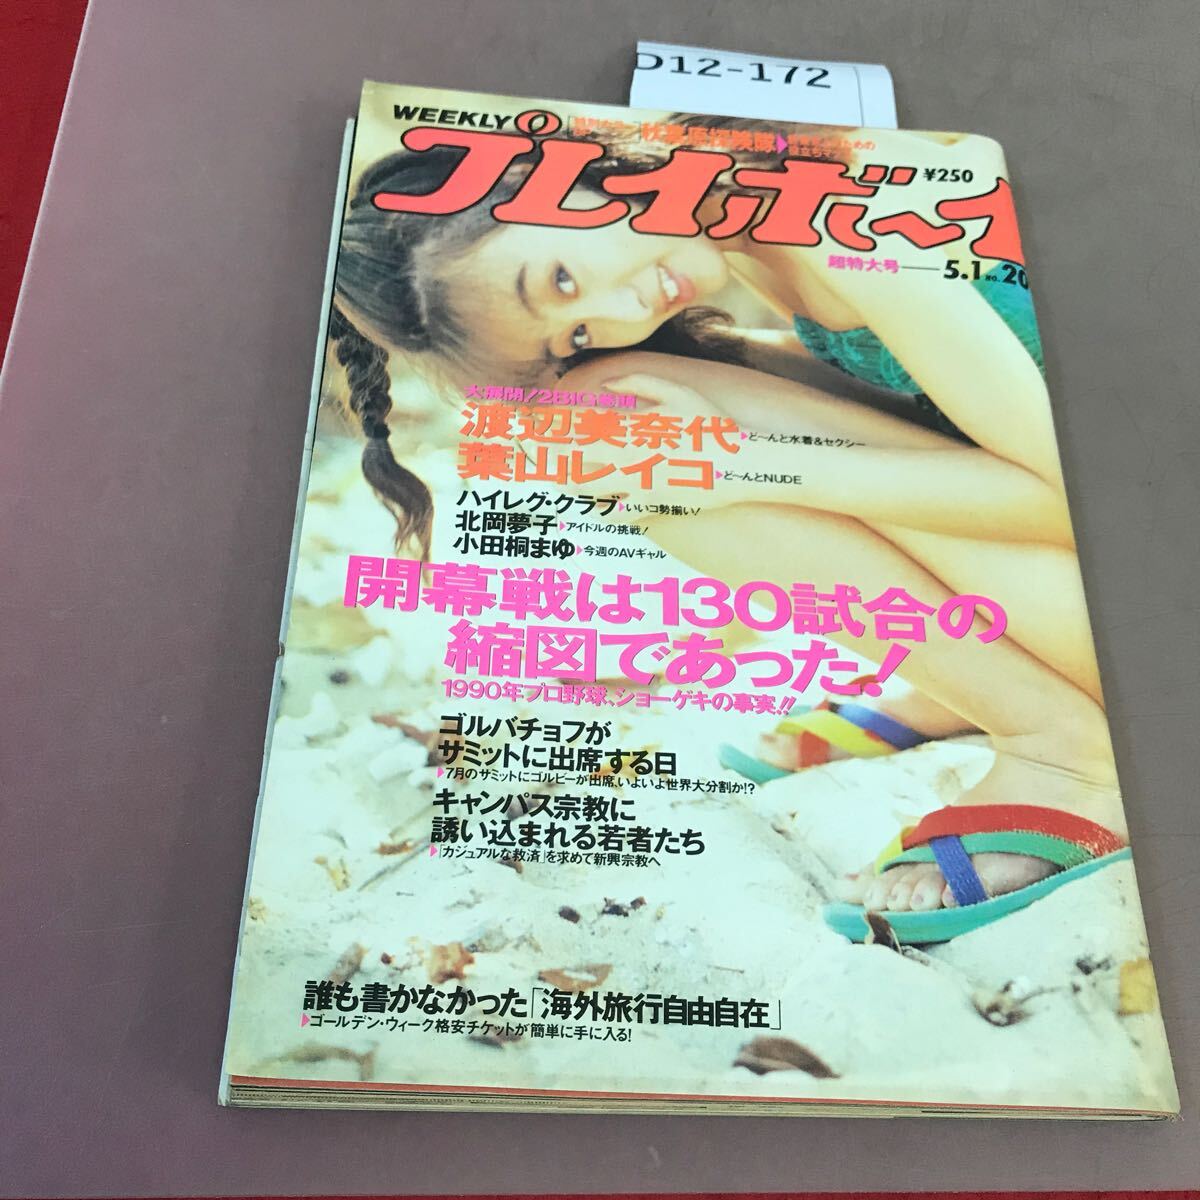 D12-172
WEEKLY
秋葉原探険隊
プレイボーイ
¥250
超特大号 5.1 NO.20
大展開!2BIG巻頭
渡辺美奈代▶ど〜んと水着&セクシー
葉山レイコ▶ど〜んとNUDE
ハイレグ・クラブ▶いいコ勢揃い!
北岡夢子▶アイドルの挑戦!
小田桐まゆ▶今週のAVギャル
開幕戦は130試合の
縮図であった!
1990年プロ野球、ショーゲキの事実!!
ゴルバチョフが
サミットに出席する日
▶7月のサミットにゴルビーが出席、いよいよ世界大分割か!?
キャンパス宗教に
誘い込まれる若者たち
▶「カジュアルな救済」を求めて新興宗教へ
誰も書かなかった「海外旅行自由自在」
▶ゴールデン・ウィーク格安チケットが簡単に手に入る!